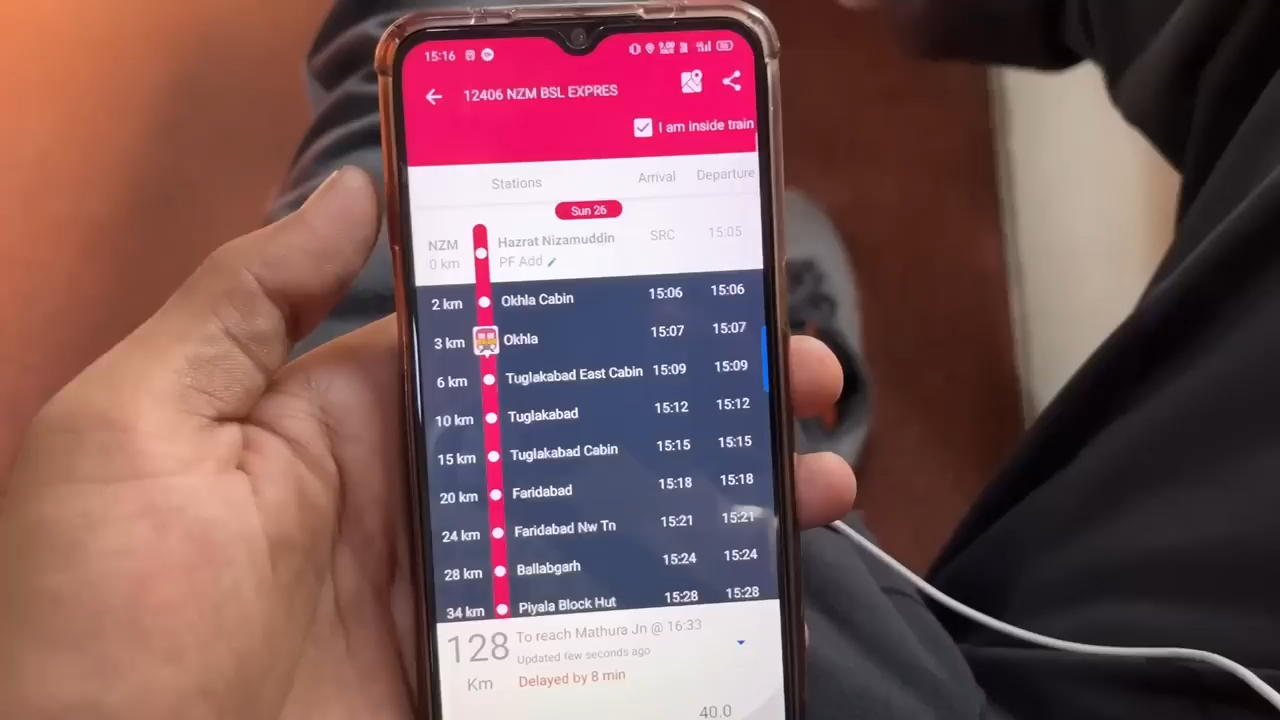 15:16
12406 NZM BSL EXPRES
I am inside train
Stations Arrival Departure
Sun 26
NZM Hazrat Nizamuddin SRC 15:05
0 km PF Add
2 km Okhla Cabin 15:06 15:06
3 km Okhla 15:07 15:07
6 km Tuglakabad East Cabin 15:09 15:09
10 km Tuglakabad 15:12 15:12
15 km Tuglakabad Cabin 15:15 15:15
20 km Faridabad 15:18 15:18
24 km Faridabad Nw Tn 15:21 15:21
28 km Ballabgarh 15:24 15:24
34 km Piyala Block Hut 15:28 15:28
128 Km
To reach Mathura Jn @ 16:33
Updated few seconds ago
Delayed by 8 min
40.0